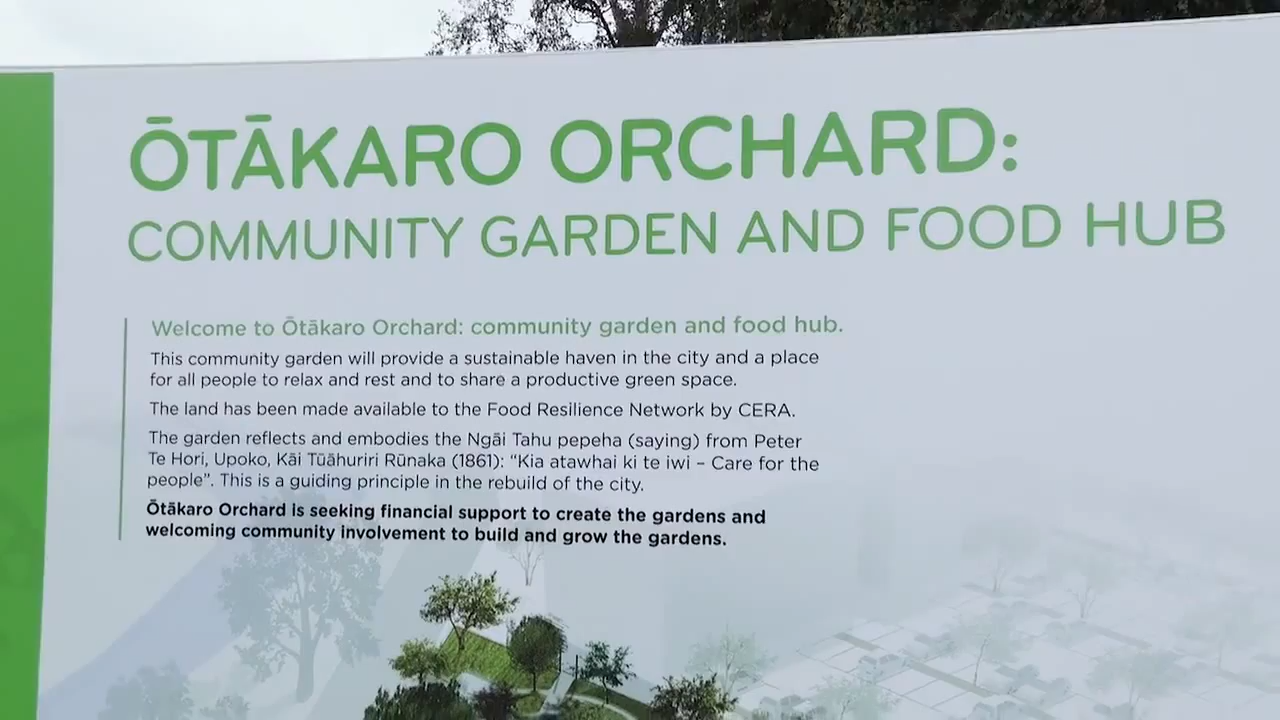 ŌTĀKARO ORCHARD:
COMMUNITY GARDEN AND FOOD HUB
Welcome to Ōtākaro Orchard: community garden and food hub.
This community garden will provide a sustainable haven in the city and a place
for all people to relax and rest and to share a productive green space.
The land has been made available to the Food Resilience Network by CERA.
The garden reflects and embodies the Ngāi Tahu pepeha (saying) from Peter
Te Hori, Upoko, Kāi Tūāhuriri Rūnaka (1861): “Kia atawhai ki te iwi – Care for the
people”. This is a guiding principle in the rebuild of the city.
Ōtākaro Orchard is seeking financial support to create the gardens and
welcoming community involvement to build and grow the gardens.